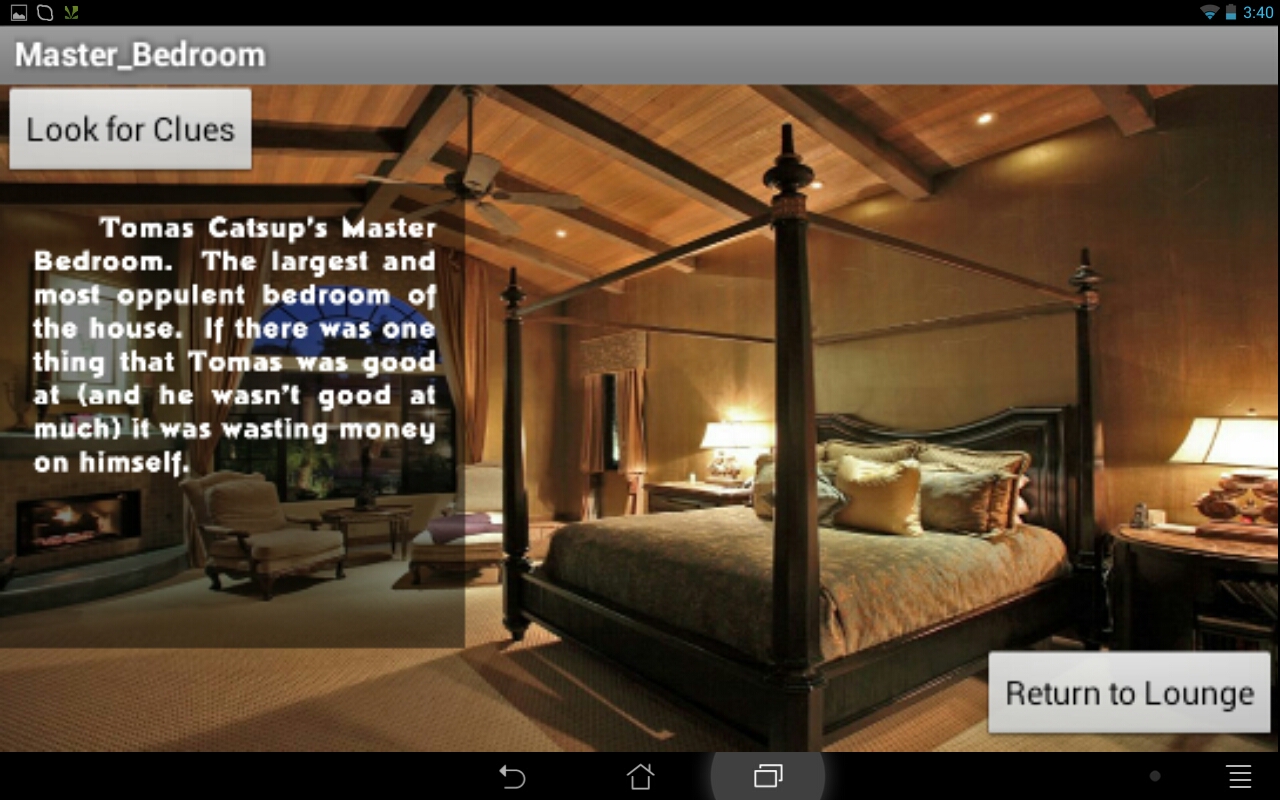 3:40
Master_Bedroom
Look for Clues
Tomas Catsup's Master
Bedroom. The largest and
most oppulent bedroom of
the house. If there was one
thing that Tomas was good
at (and he wasn't good at
much) it was wasting money
on himself.
Return to Lounge